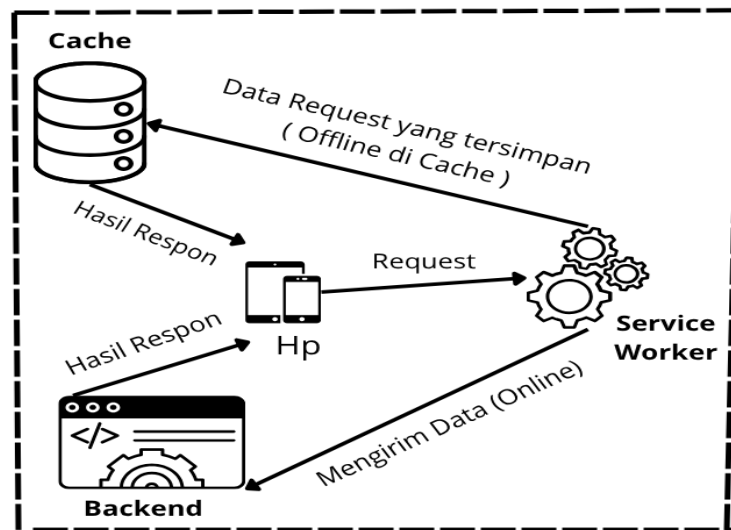 Cache
Data Request yang tersimpan
( Offline di Cache )
Hasil Respon
Request
Hp
Service
Worker
Hasil Respon
Mengirim Data (Online)
</>
Backend